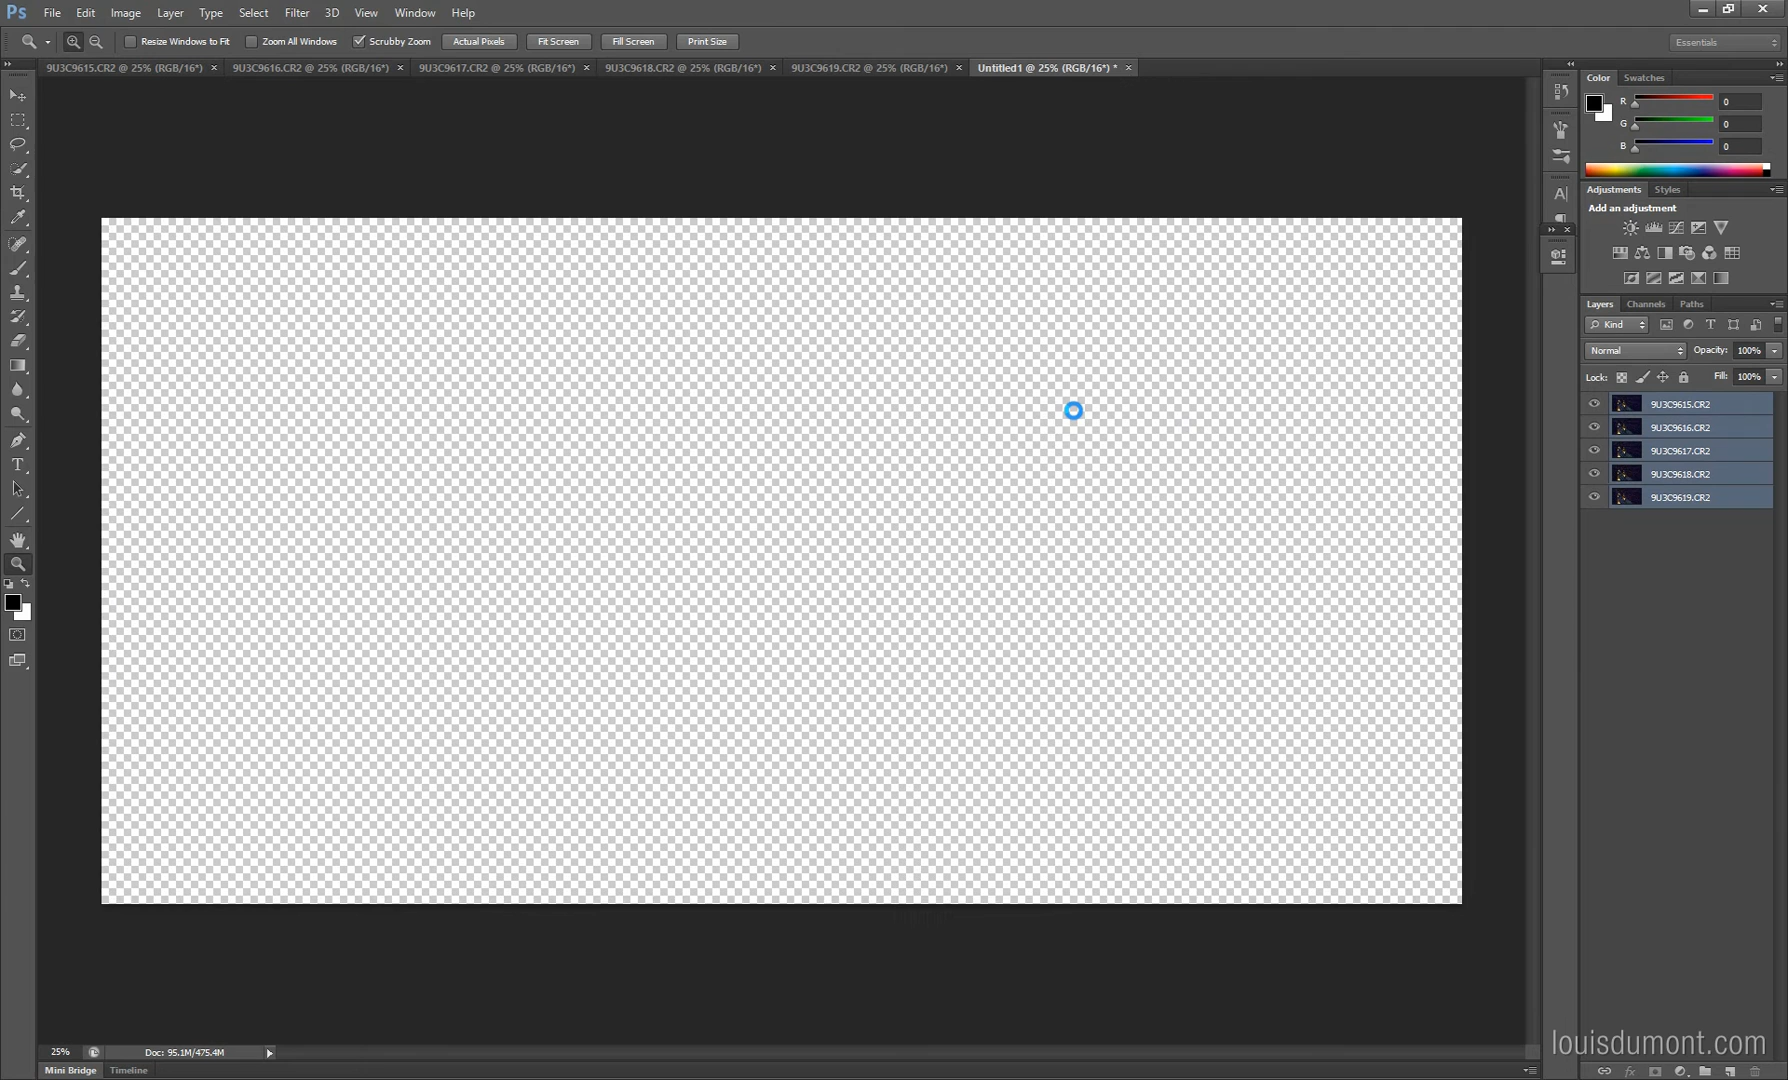 Ps File Edit Image Layer Type Select Filter 3D View Window Help
Resize Windows to Fit Zoom All Windows Scrubby Zoom Actual Pixels Fit Screen Fill Screen Print Size Essentials
9U3C9615.CR2 @ 25% (RGB/16*) × 9U3C9616.CR2 @ 25% (RGB/16*) × 9U3C9617.CR2 @ 25% (RGB/16*) × 9U3C9618.CR2 @ 25% (RGB/16*) × 9U3C9619.CR2 @ 25% (RGB/16*) × Untitled1 @ 25% (RGB/16*) * ×
Color Swatches
R 0
G 0
B 0
Adjustments Styles
Add an adjustment
Layers Channels Paths
Kind
Normal Opacity: 100%
Lock: Fill: 100%
9U3C9615.CR2
9U3C9616.CR2
9U3C9617.CR2
9U3C9618.CR2
9U3C9619.CR2
25% Doc: 95.1M/475.4M
Mini Bridge Timeline
louisdumont.com